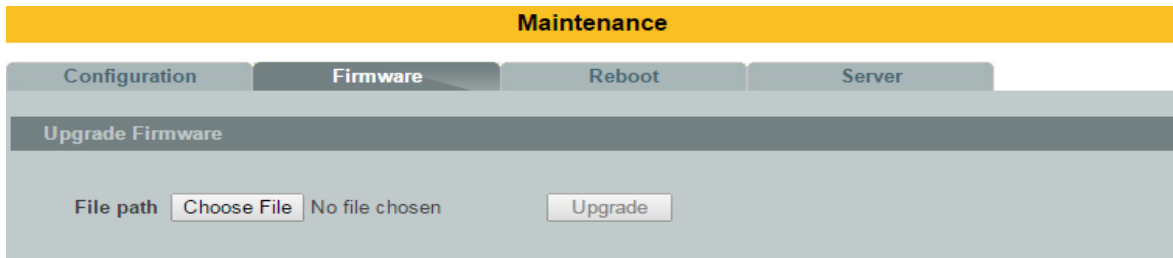 Maintenance
Configuration Firmware Reboot Server
Upgrade Firmware
File path Choose File No file chosen Upgrade